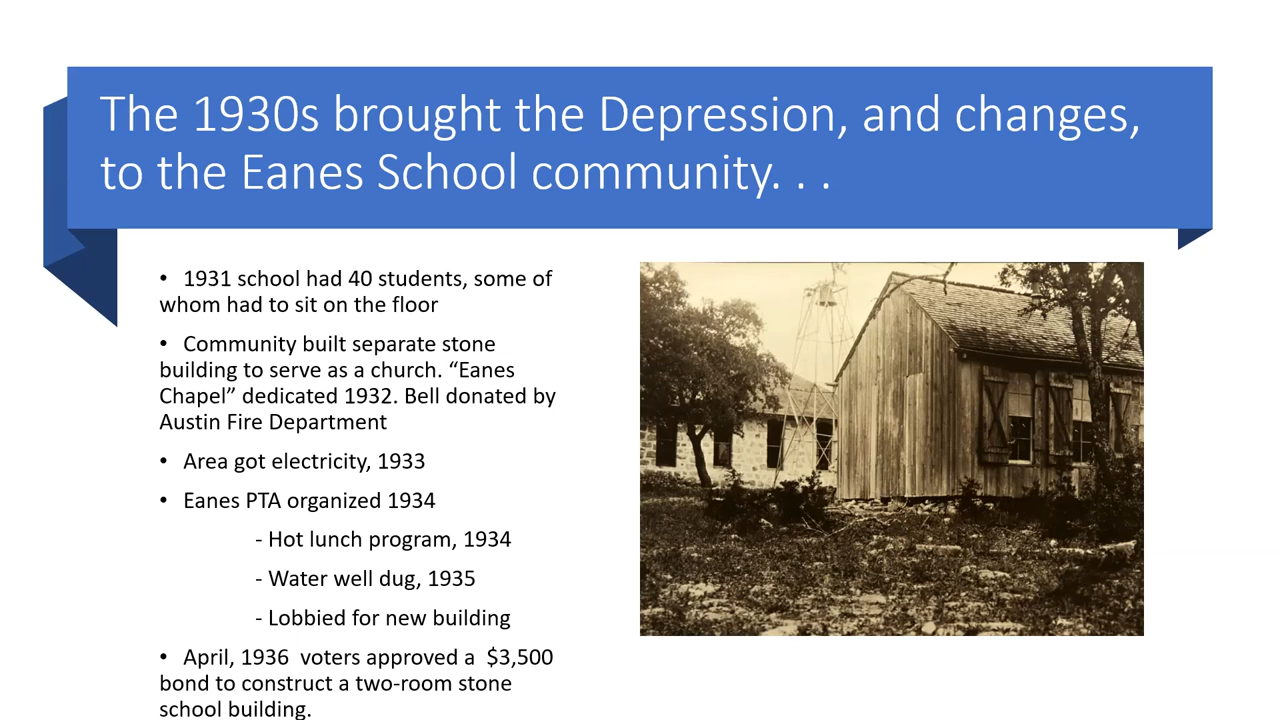 The 1930s brought the Depression, and changes,
to the Eanes School community. . .
• 1931 school had 40 students, some of
whom had to sit on the floor
• Community built separate stone
building to serve as a church. “Eanes
Chapel” dedicated 1932. Bell donated by
Austin Fire Department
• Area got electricity, 1933
• Eanes PTA organized 1934
- Hot lunch program, 1934
- Water well dug, 1935
- Lobbied for new building
• April, 1936 voters approved a $3,500
bond to construct a two-room stone
school building.